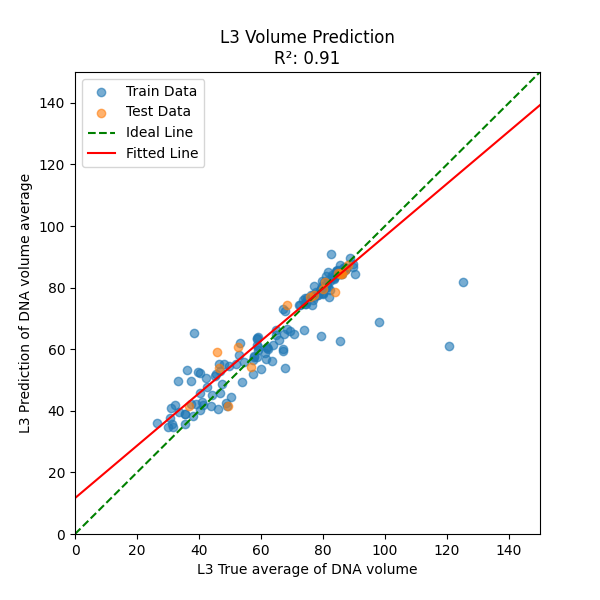 L3 Volume Prediction
R²: 0.91
Train Data
Test Data
Ideal Line
Fitted Line
140
120
100
80
60
40
20
0
L3 Prediction of DNA volume average
0 20 40 60 80 100 120 140
L3 True average of DNA volume